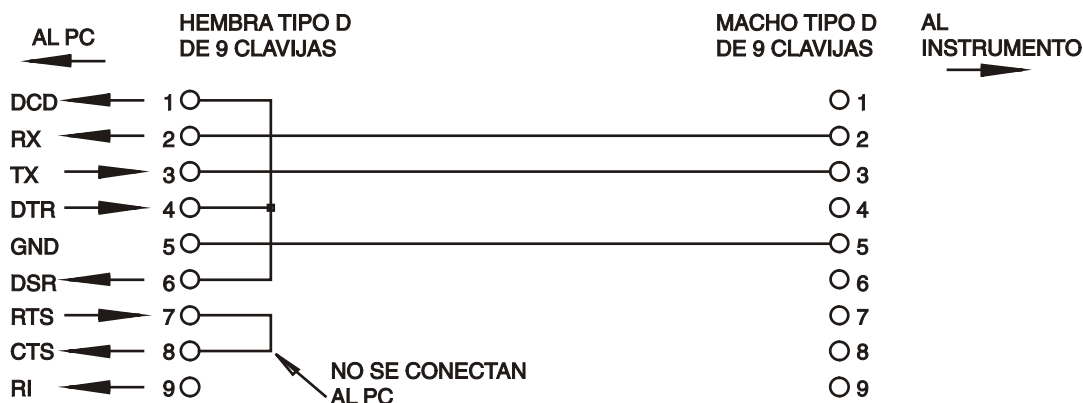 AL PC
HEMBRA TIPO D
DE 9 CLAVIJAS
MACHO TIPO D
DE 9 CLAVIJAS
AL
INSTRUMENTO
DCD 1 1
RX 2 2
TX 3 3
DTR 4 4
GND 5 5
DSR 6 6
RTS 7 7
CTS 8 8
RI 9 9
NO SE CONECTAN
AL PC